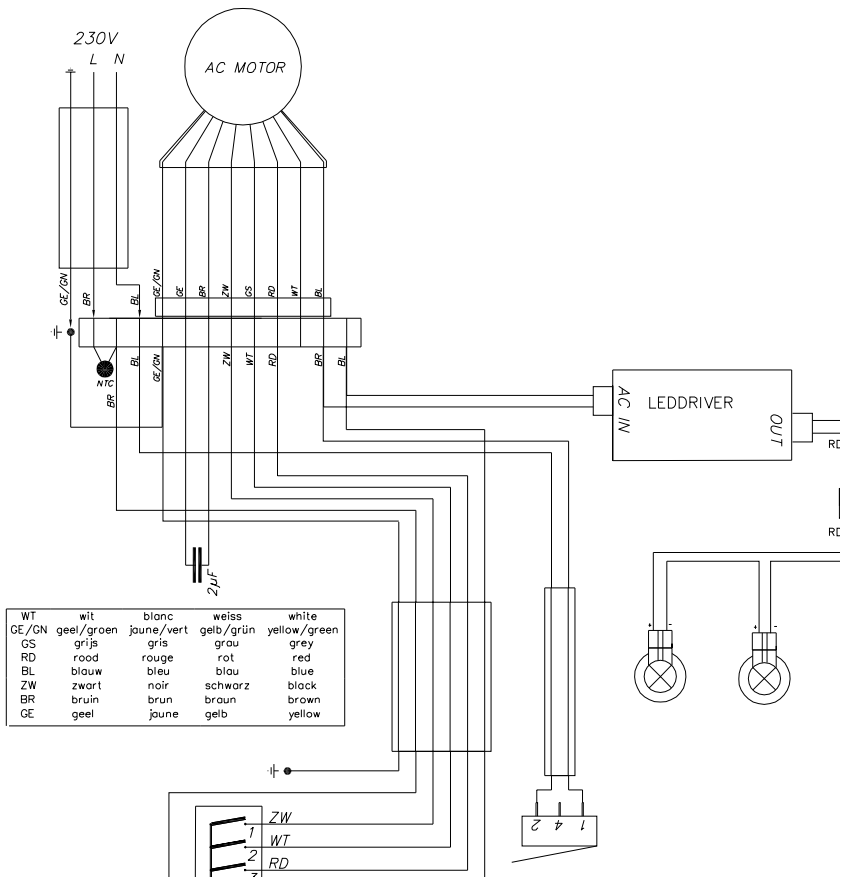 230V
L N
AC MOTOR
GE/GN BR BL GE/GN GE BR ZW GS RD WT BL
NTC
BR BL GE/GN ZW WT RD BR BL
AC IN
LEDDRIVER
OUT
RD
RD
2µF
WT wit blanc weiss white
GE/GN geel/groen jaune/vert gelb/grün yellow/green
GS grijs gris grau grey
RD rood rouge rot red
BL blauw bleu blau blue
ZW zwart noir schwarz black
BR bruin brun braun brown
GE geel jaune gelb yellow
+ - + -
2 4 1
ZW
1
WT
2
RD
3